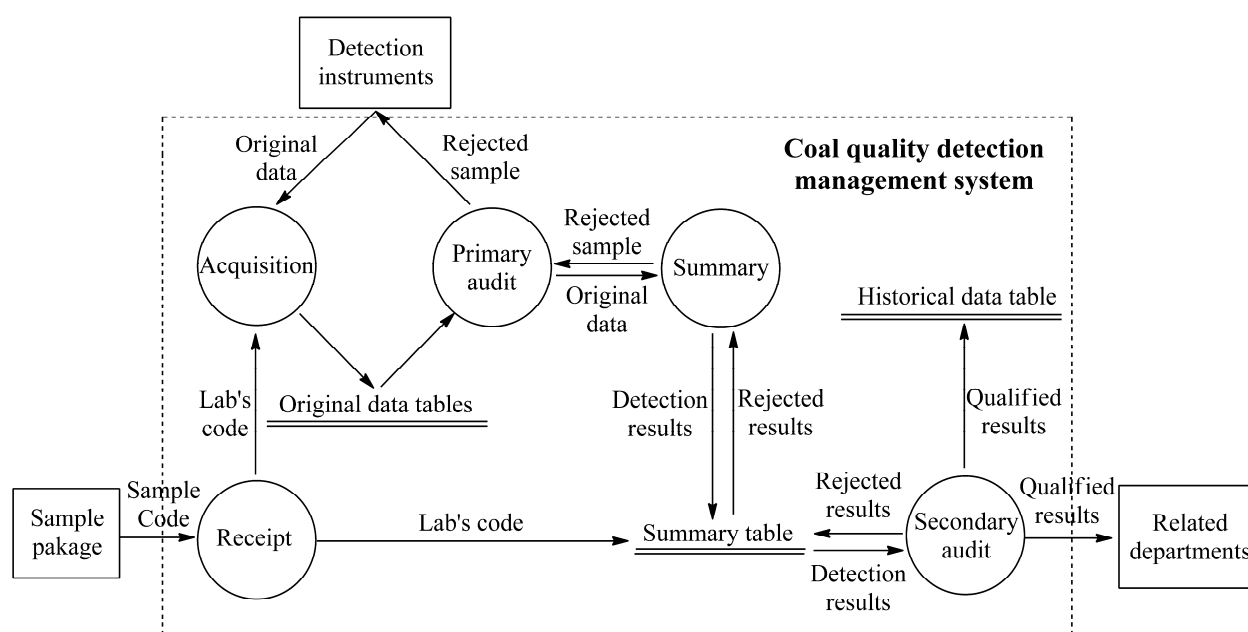 Detection
instruments
Original
data
Rejected
sample
Coal quality detection
management system
Acquisition
Primary
audit
Rejected
sample
Original
data
Summary
Historical data table
Lab's
code
Original data tables
Detection
results
Rejected
results
Qualified
results
Sample
pakage
Sample
Code
Receipt
Lab's code
Summary table
Rejected
results
Detection
results
Secondary
audit
Qualified
results
Related
departments